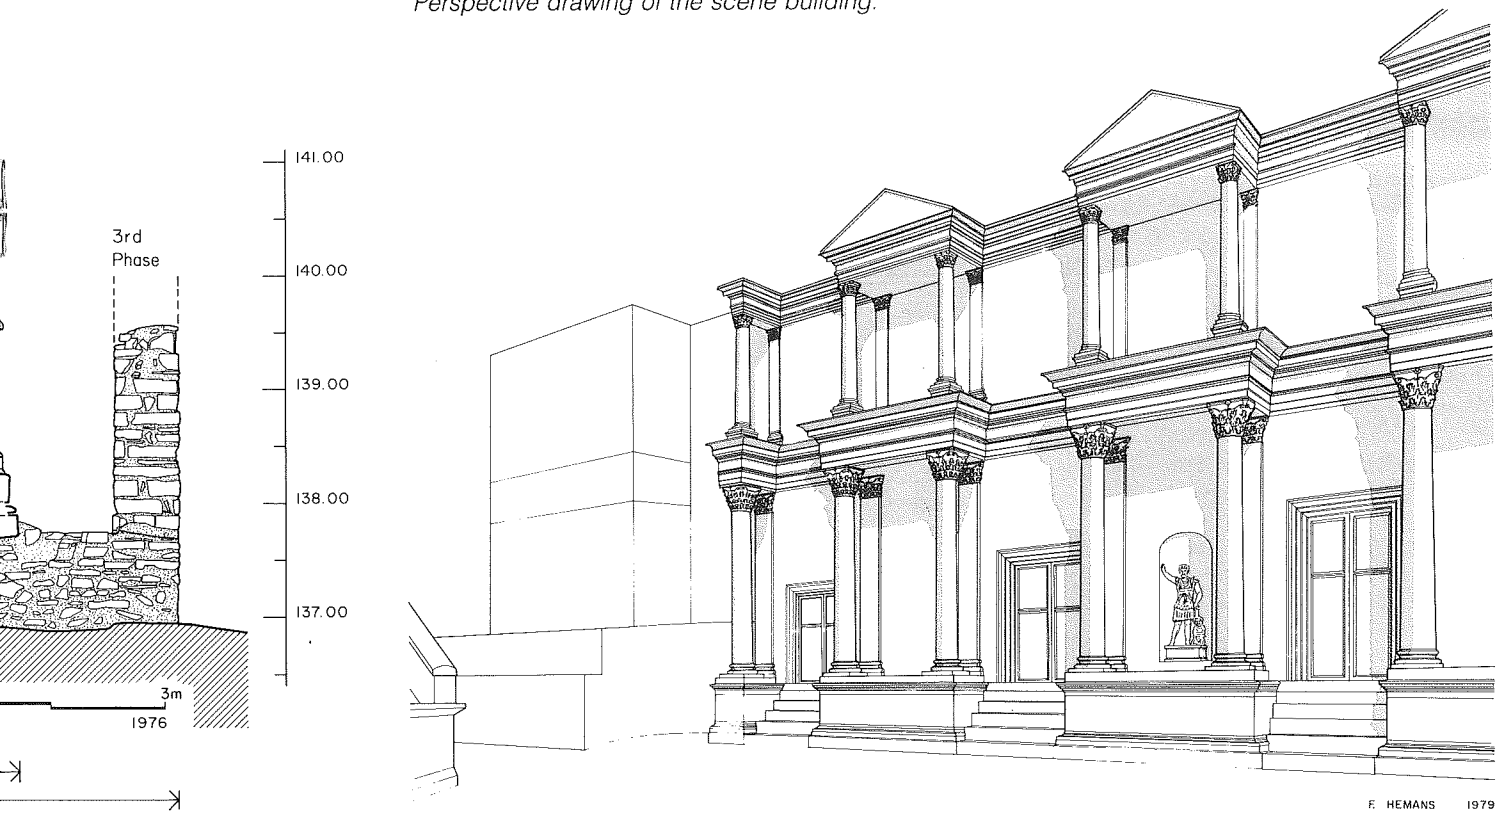 Perspective drawing of the scene building.
141.00
3rd
Phase
140.00
139.00
138.00
137.00
3m
1976
F. HEMANS 1979